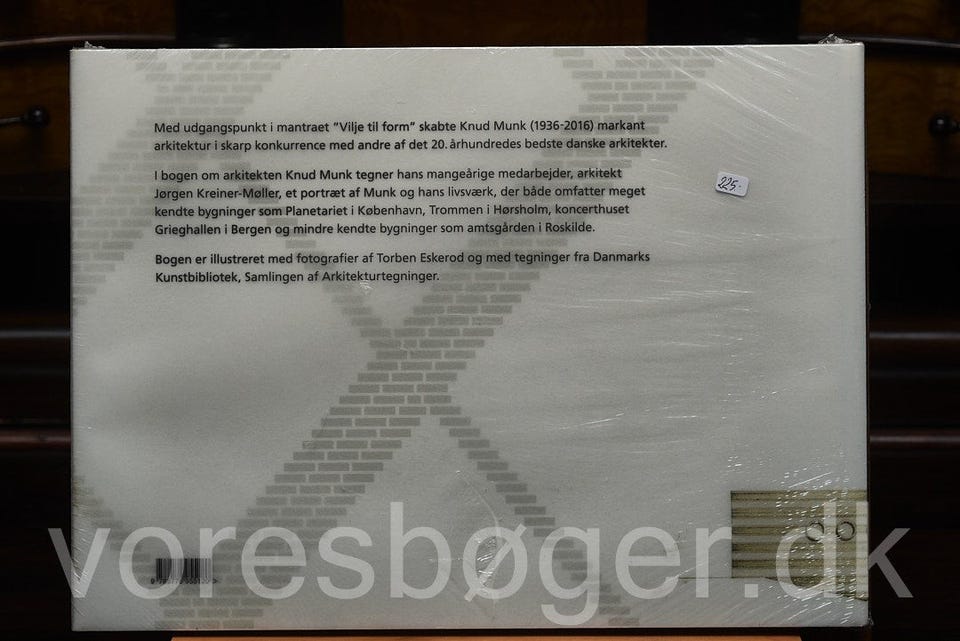 Med udgangspunkt i mantraet "Vilje til form" skabte Knud Munk (1936-2016) markant
arkitektur i skarp konkurrence med andre af det 20. århundredes bedste danske arkitekter.
I bogen om arkitekten Knud Munk tegner hans mangeårige medarbejder, arkitekt
Jørgen Kreiner-Møller, et portræt af Munk og hans livsværk, der både omfatter meget
kendte bygninger som Planetariet i København, Trommen i Hørsholm, koncerthuset
Grieghallen i Bergen og mindre kendte bygninger som amtsgården i Roskilde.
Bogen er illustreret med fotografier af Torben Eskerod og med tegninger fra Danmarks
Kunstbibliotek, Samlingen af Arkitekturtegninger.
225.-
voresbøger.dk